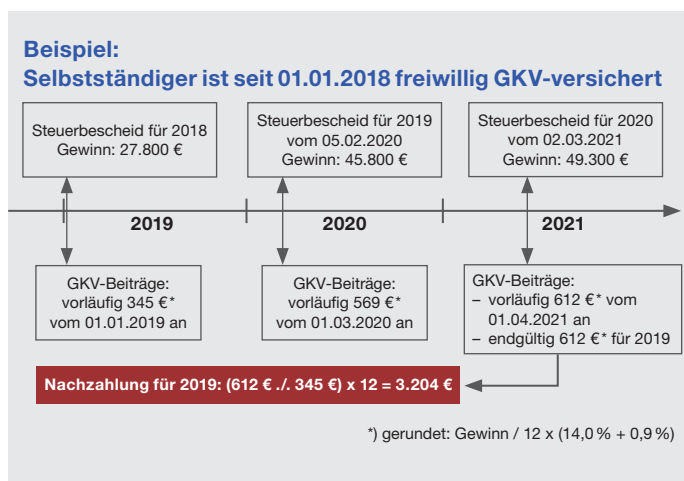 Beispiel:
Selbstständiger ist seit 01.01.2018 freiwillig GKV-versichert
Steuerbescheid für 2018
Gewinn: 27.800 €
Steuerbescheid für 2019
vom 05.02.2020
Gewinn: 45.800 €
Steuerbescheid für 2020
vom 02.03.2021
Gewinn: 49.300 €
2019
2020
2021
GKV-Beiträge:
vorläufig 345 €*
vom 01.01.2019 an
GKV-Beiträge:
vorläufig 569 €*
vom 01.03.2020 an
GKV-Beiträge:
– vorläufig 612 €* vom
01.04.2021 an
– endgültig 612 €* für 2019
Nachzahlung für 2019: (612 € ./. 345 €) x 12 = 3.204 €
*) gerundet: Gewinn / 12 x (14,0 % + 0,9 %)